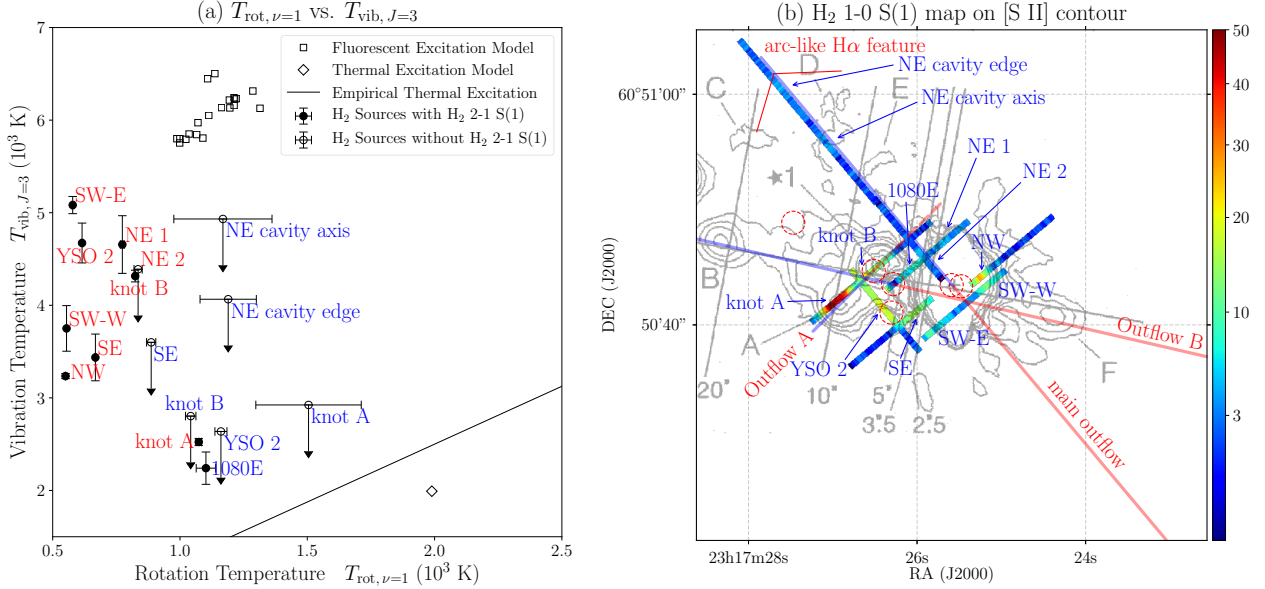 (a) T_rot, ν=1 vs. T_vib, J=3
Fluorescent Excitation Model
Thermal Excitation Model
Empirical Thermal Excitation
H₂ Sources with H₂ 2-1 S(1)
H₂ Sources without H₂ 2-1 S(1)
7
6
5
4
3
2
Vibration Temperature T_vib, J=3 (10³ K)
SW-E
YSO 2
NE 1
NE 2
knot B
SW-W
SE
NW
SE
knot B
knot A
YSO 2
1080E
NE cavity axis
NE cavity edge
knot A
0.5
1.0
1.5
2.0
2.5
Rotation Temperature T_rot, ν=1 (10³ K)
(b) H₂ 1-0 S(1) map on [S II] contour
arc-like Hα feature
NE cavity edge
NE cavity axis
C
D
E
1
NE 1
NE 2
1080E
knot B
NW
B
knot A
SW-W
A
Outflow A
YSO 2
SE
SW-E
Outflow B
F
main outflow
20"
10"
5"
3"5
2"5
60°51'00"
50'40"
DEC (J2000)
23h17m28s
26s
24s
RA (J2000)
50
40
30
20
10
3